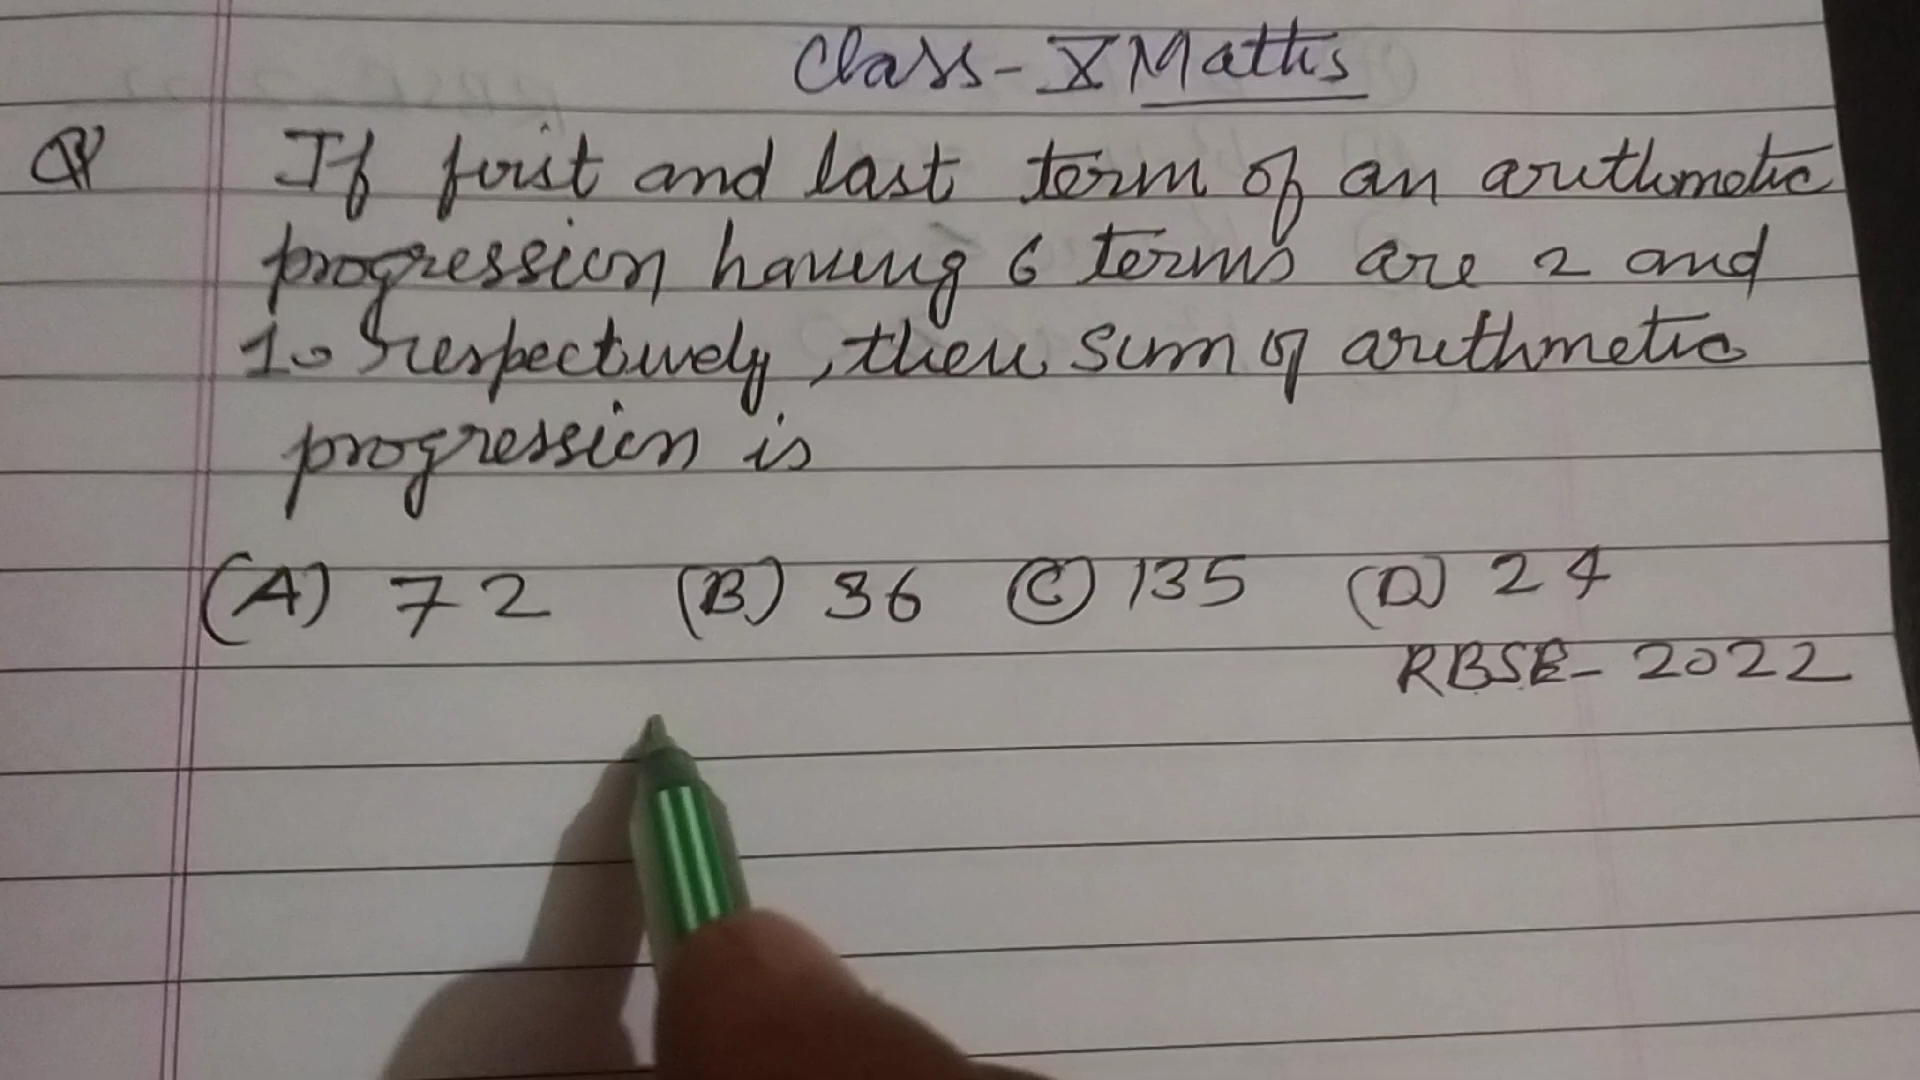 Class-X Maths
Q If first and last term of an arithmetic
progression having 6 terms are 2 and
10 respectively, then sum of arithmetic
progression is
(A) 72 (B) 36 (C) 135 (D) 24
RBSE-2022